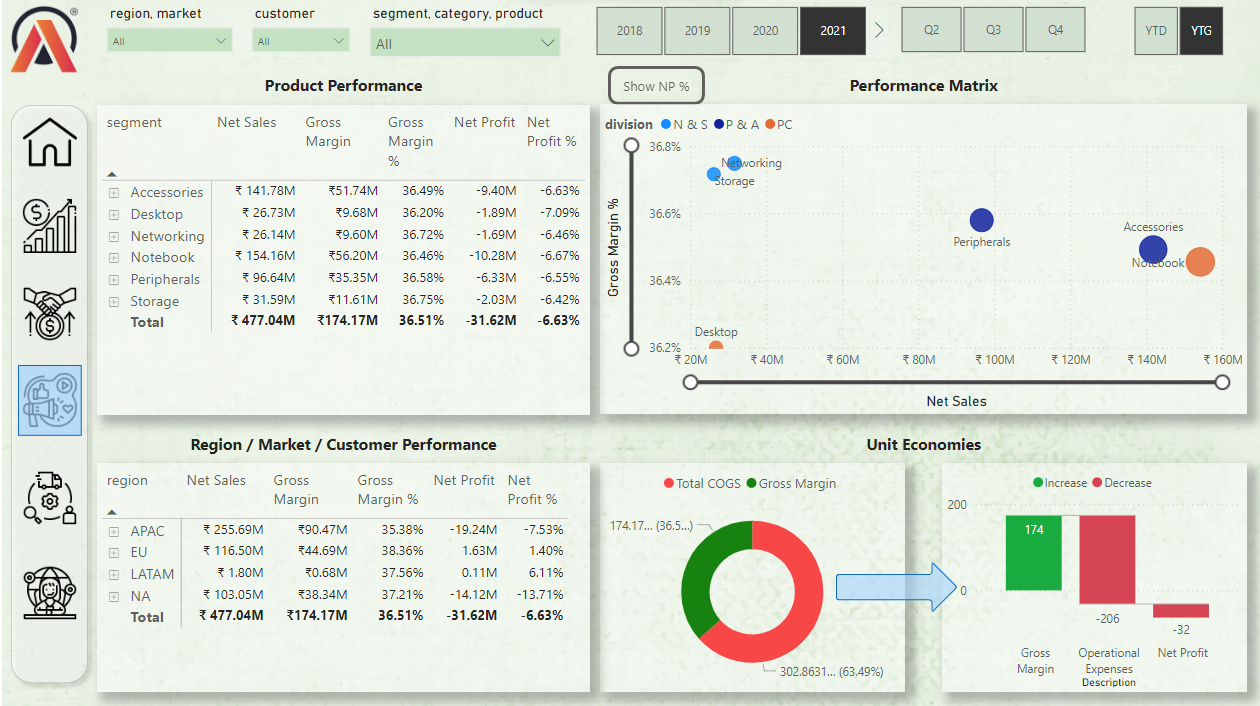 region, market customer segment, category, product
All All All
2018 2019 2020 2021 Q2 Q3 Q4 YTD YTG
Product Performance
segment Net Sales Gross Margin Gross Margin % Net Profit Net Profit %
Accessories ₹ 141.78M ₹51.74M 36.49% -9.40M -6.63%
Desktop ₹ 26.73M ₹9.68M 36.20% -1.89M -7.09%
Networking ₹ 26.14M ₹9.60M 36.72% -1.69M -6.46%
Notebook ₹ 154.16M ₹56.20M 36.46% -10.28M -6.67%
Peripherals ₹ 96.64M ₹35.35M 36.58% -6.33M -6.55%
Storage ₹ 31.59M ₹11.61M 36.75% -2.03M -6.42%
Total ₹ 477.04M ₹174.17M 36.51% -31.62M -6.63%
Show NP %
Performance Matrix
division N & S P & A PC
Gross Margin %
36.8%
36.6%
36.4%
36.2%
Networking
Storage
Peripherals
Accessories
Notebook
Desktop
₹ 20M ₹ 40M ₹ 60M ₹ 80M ₹ 100M ₹ 120M ₹ 140M ₹ 160M
Net Sales
Region / Market / Customer Performance
region Net Sales Gross Margin Gross Margin % Net Profit Net Profit %
APAC ₹ 255.69M ₹90.47M 35.38% -19.24M -7.53%
EU ₹ 116.50M ₹44.69M 38.36% 1.63M 1.40%
LATAM ₹ 1.80M ₹0.68M 37.56% 0.11M 6.11%
NA ₹ 103.05M ₹38.34M 37.21% -14.12M -13.71%
Total ₹ 477.04M ₹174.17M 36.51% -31.62M -6.63%
Unit Economies
Total COGS Gross Margin
174.17... (36.5...)
302.8631... (63.49%)
Increase Decrease
200
0
174
-206
-32
Gross Margin
Operational Expenses
Net Profit
Description